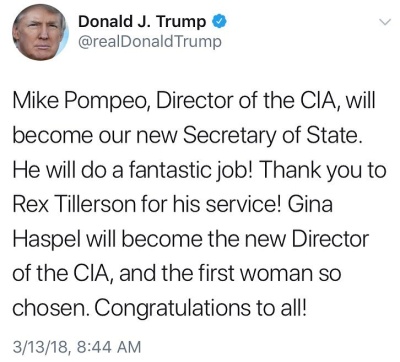 Donald J. Trump
@realDonaldTrump
Mike Pompeo, Director of the CIA, will
become our new Secretary of State.
He will do a fantastic job! Thank you to
Rex Tillerson for his service! Gina
Haspel will become the new Director
of the CIA, and the first woman so
chosen. Congratulations to all!
3/13/18, 8:44 AM